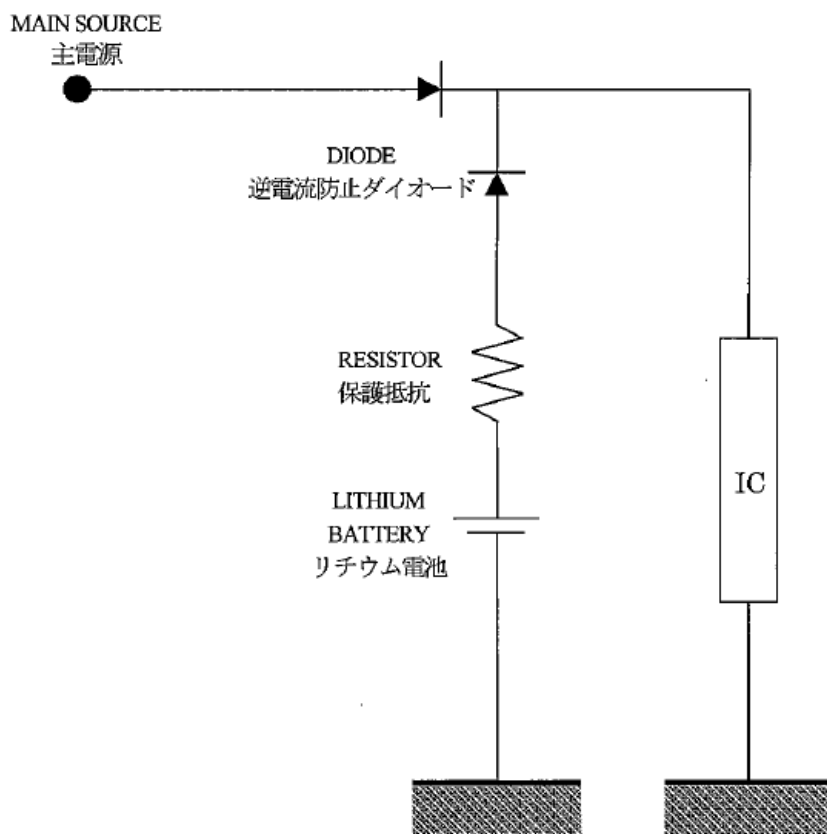 MAIN SOURCE
主電源
DIODE
逆電流防止ダイオード
RESISTOR
保護抵抗
IC
LITHIUM
BATTERY
リチウム電池